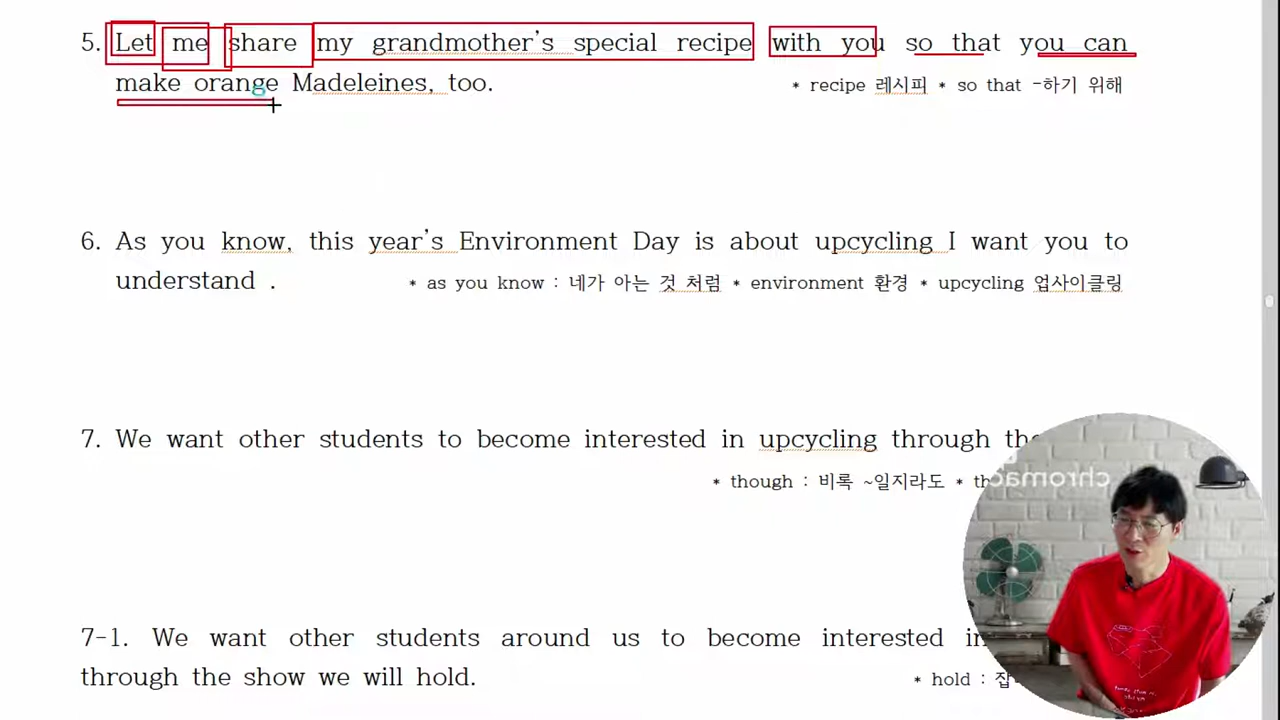 5. Let me share my grandmother's special recipe with you so that you can
make orange Madeleines, too.
* recipe 레시피 * so that -하기 위해
6. As you know, this year's Environment Day is about upcycling I want you to
understand .
* as you know : 네가 아는 것 처럼 * environment 환경 * upcycling 업사이클링
7. We want other students to become interested in upcycling through the
* though : 비록 ~일지라도 *
7-1. We want other students around us to become interested in
through the show we will hold.
* hold :